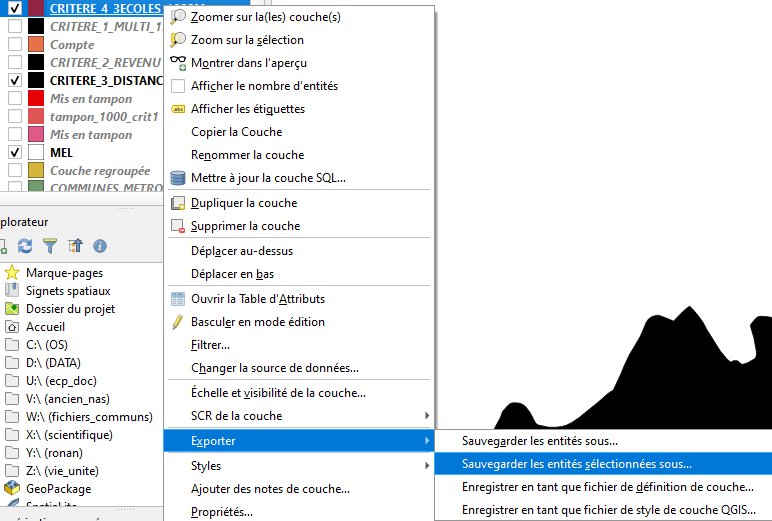 CRITERE_4_3ECOLES
CRITERE_1_MULTI_1
Compte
CRITERE_2_REVENU
CRITERE_3_DISTANC
Mis en tampon
tampon_1000_crit1
Mis en tampon
MEL
Couche regroupée
COMMUNES_METRO
plorateur
Marque-pages
Signets spatiaux
Dossier du projet
Accueil
C:\ (OS)
D:\ (DATA)
U:\ (ecp_doc)
V:\ (ancien_nas)
W:\ (fichiers_communs)
X:\ (scientifique)
Y:\ (ronan)
Z:\ (vie_unite)
GeoPackage
SpatiaLite
Zoomer sur la(les) couche(s)
Zoom sur la sélection
Montrer dans l'aperçu
Afficher le nombre d'entités
Afficher les étiquettes
abc
Copier la Couche
Renommer la couche
Mettre à jour la couche SQL...
Dupliquer la couche
Supprimer la couche
Déplacer au-dessus
Déplacer en bas
Ouvrir la Table d'Attributs
Basculer en mode édition
Filtrer...
Changer la source de données...
Échelle et visibilité de la couche...
SCR de la couche
Exporter
Styles
Ajouter des notes de couche...
Propriétés...
Sauvegarder les entités sous...
Sauvegarder les entités sélectionnées sous...
Enregistrer en tant que fichier de définition de couche...
Enregistrer en tant que fichier de style de couche QGIS...